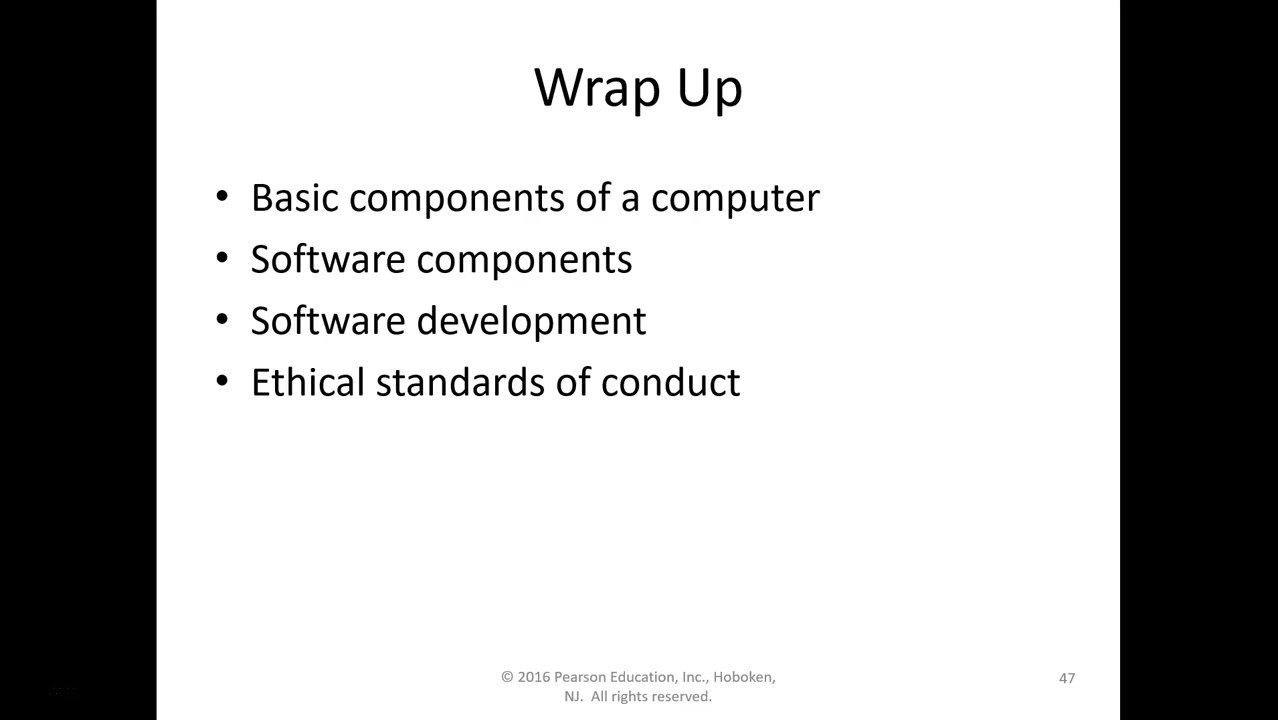 Wrap Up
• Basic components of a computer
• Software components
• Software development
• Ethical standards of conduct
© 2016 Pearson Education, Inc., Hoboken,
NJ.  All rights reserved.
47